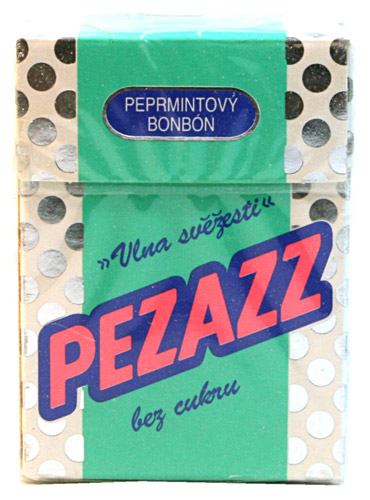 PEPRMINTOVÝ
BONBÓN
»Vlna svěžesti«
PEZAZZ
bez cukru